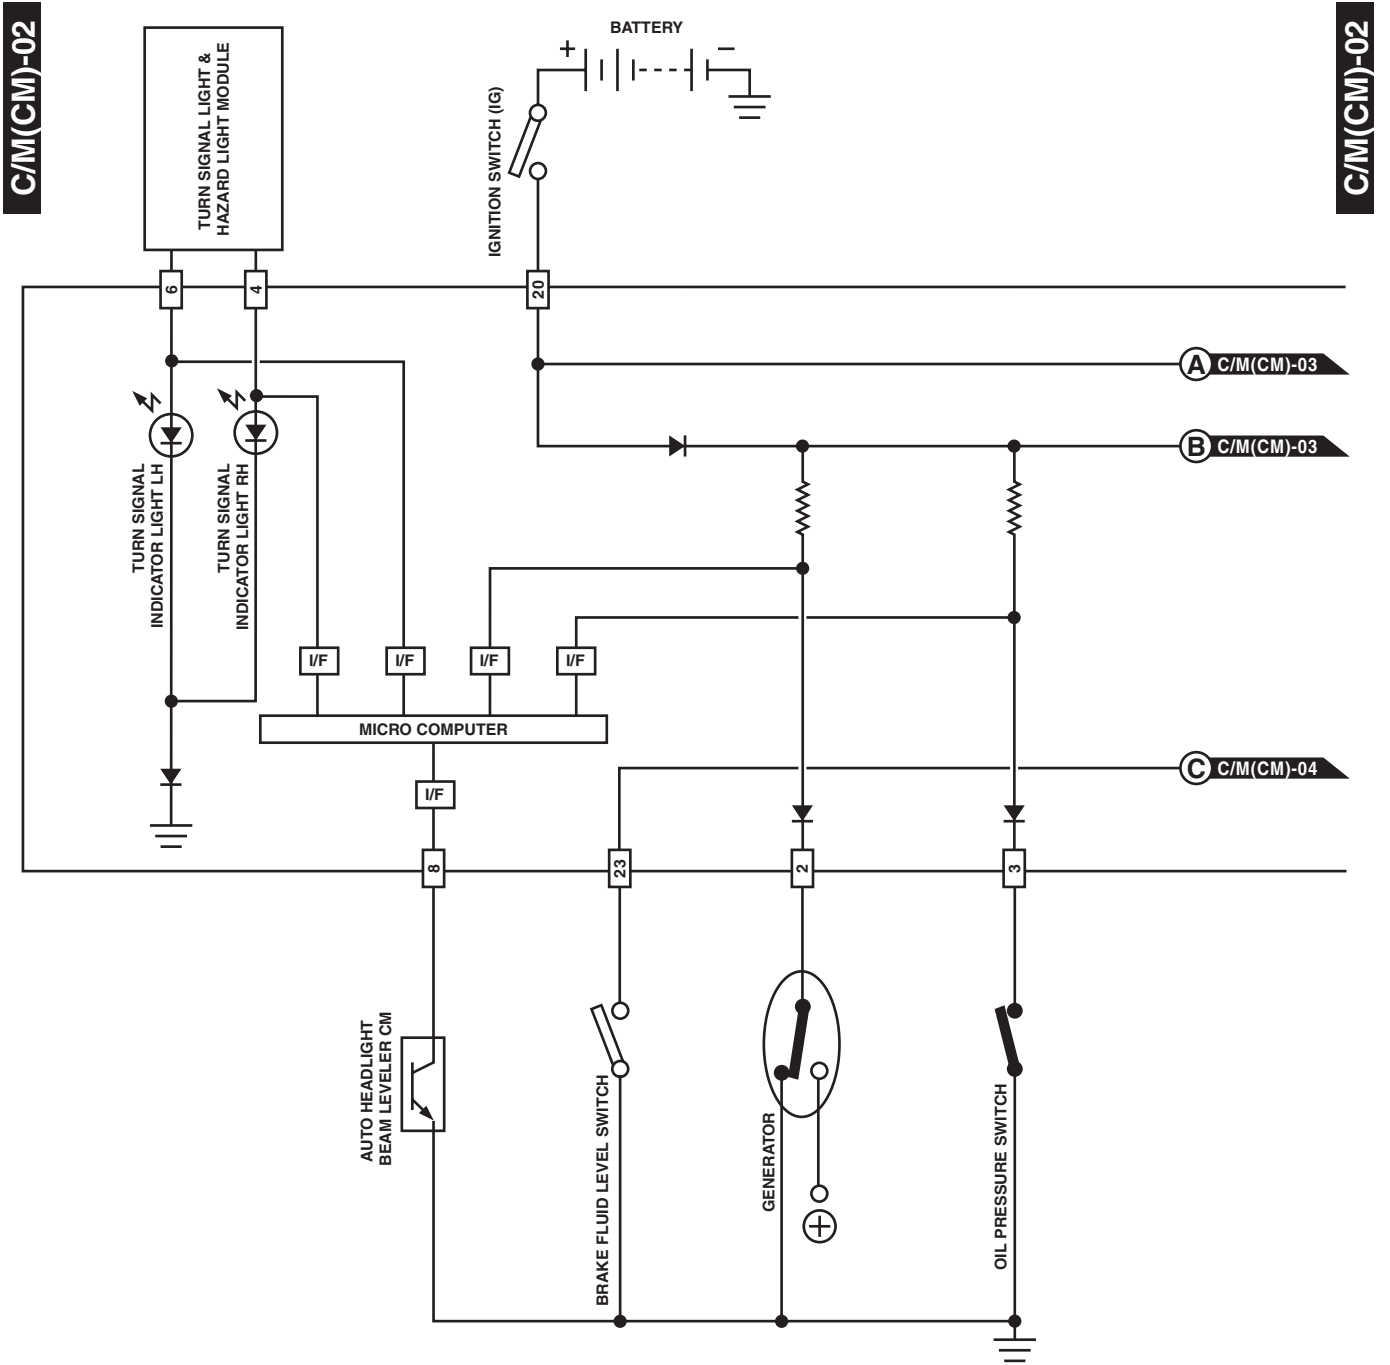 C/M(CM)-02
C/M(CM)-02
BATTERY
+
−
TURN SIGNAL LIGHT &
HAZARD LIGHT MODULE
IGNITION SWITCH (IG)
6
4
20
A C/M(CM)-03
B C/M(CM)-03
TURN SIGNAL
INDICATOR LIGHT LH
TURN SIGNAL
INDICATOR LIGHT RH
I/F
I/F
I/F
I/F
MICRO COMPUTER
C C/M(CM)-04
I/F
8
23
2
3
AUTO HEADLIGHT
BEAM LEVELER CM
BRAKE FLUID LEVEL SWITCH
GENERATOR
+
OIL PRESSURE SWITCH